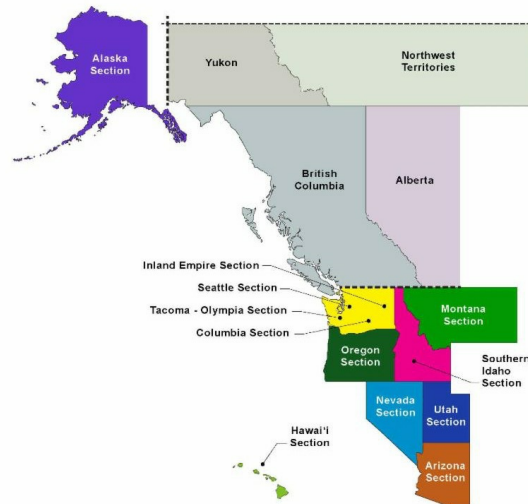 Alaska
Section
Yukon
Northwest
Territories
British
Columbia
Alberta
Inland Empire Section
Seattle Section
Tacoma - Olympia Section
Columbia Section
Montana
Section
Oregon
Section
Southern
Idaho
Section
Nevada
Section
Utah
Section
Hawai'i
Section
Arizona
Section